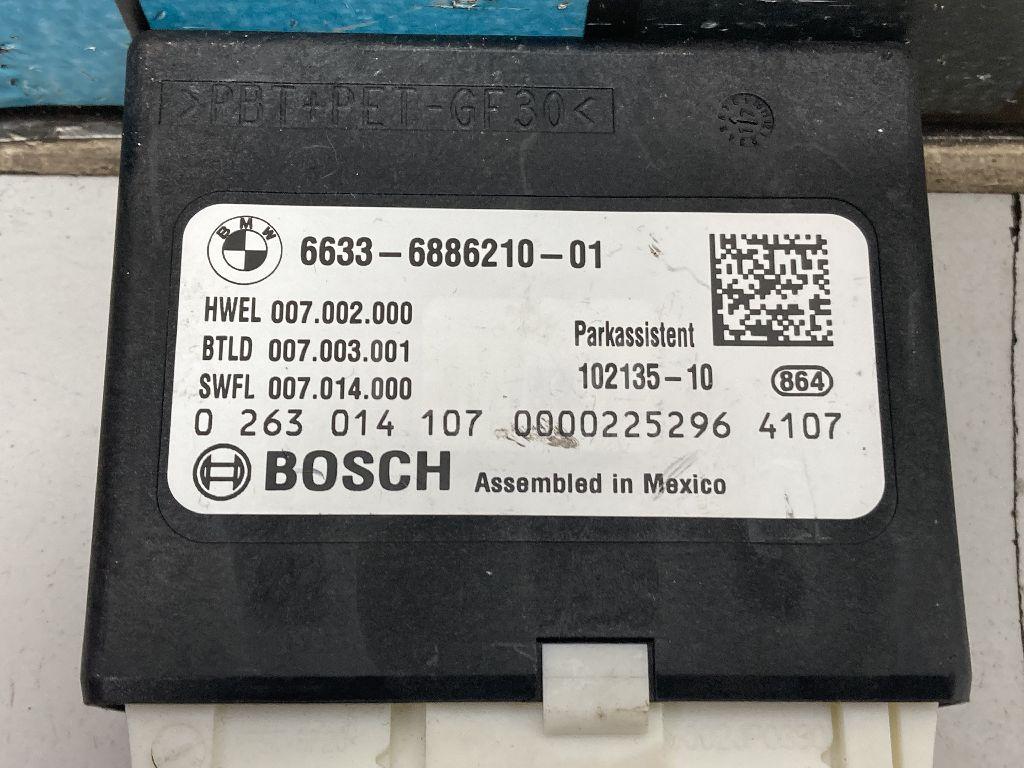 >PBT+PET-GF30<
BMW
6633-6886210-01
HWEL 007.002.000
BTLD 007.003.001
SWFL 007.014.000
Parkassistent
102135-10
864
0 263 014 107 0000225296 4107
BOSCH
Assembled in Mexico